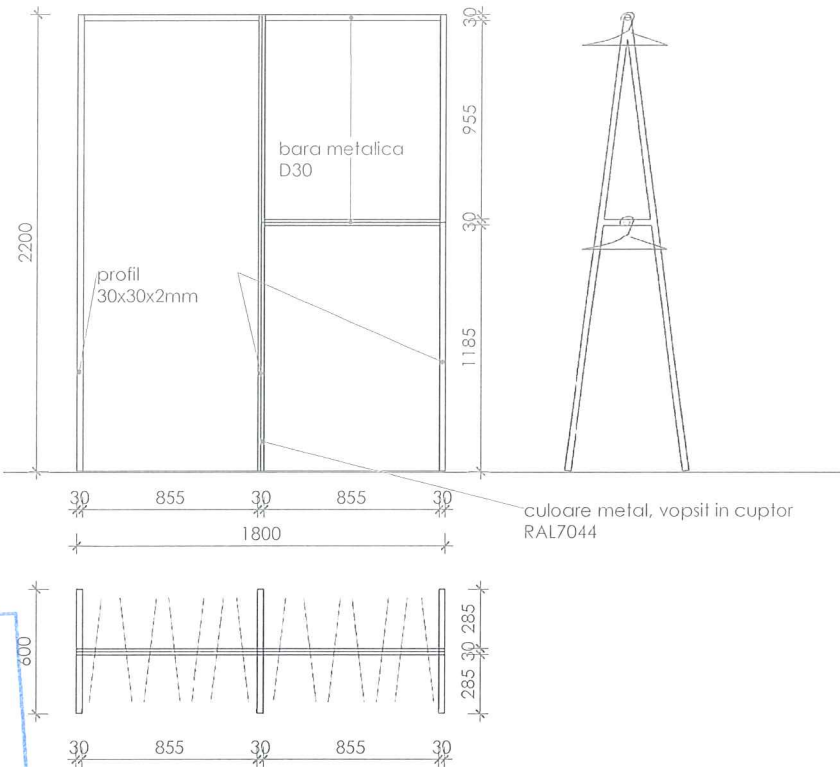 30
955
30
1185
2200
bara metalica
D30
profil
30x30x2mm
30 855 30 855 30
1800
culoare metal, vopsit in cuptor
RAL7044
600
285
30
285
30 855 30 855 30